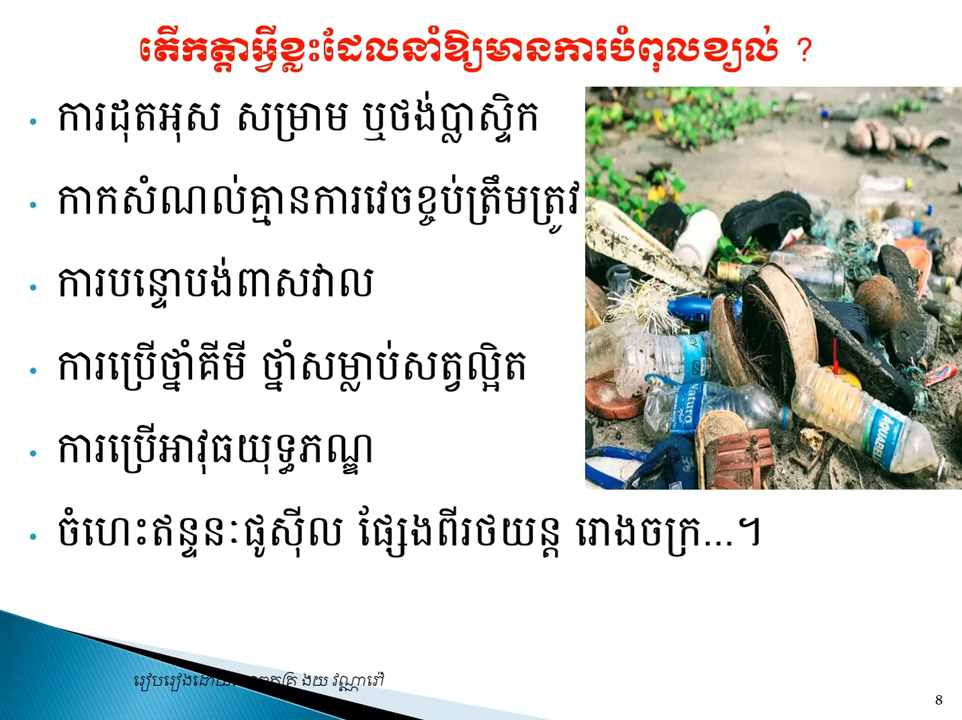 តើកត្តាអ្វីខ្លះដែលនាំឱ្យមានការបំពុលខ្យល់ ?
• ការដុតអុស សម្រាម ឬថង់ប្លាស្ទិក
• កាកសំណល់គ្មានការវេចខ្ចប់ត្រឹមត្រូវ
• ការបន្ទោបង់ពាសវាល
• ការប្រើថ្នាំគីមី ថ្នាំសម្លាប់សត្វល្អិត
• ការប្រើអាវុធយុទ្ធភណ្ឌ
• ចំហេះឥន្ទនៈផូស៊ីល ផ្សែងពីរថយន្ត រោងចក្រ...។
Naturo
AQUABELL
រៀបរៀងដោយ ងយ វណ្ណារ៉ៅ
8